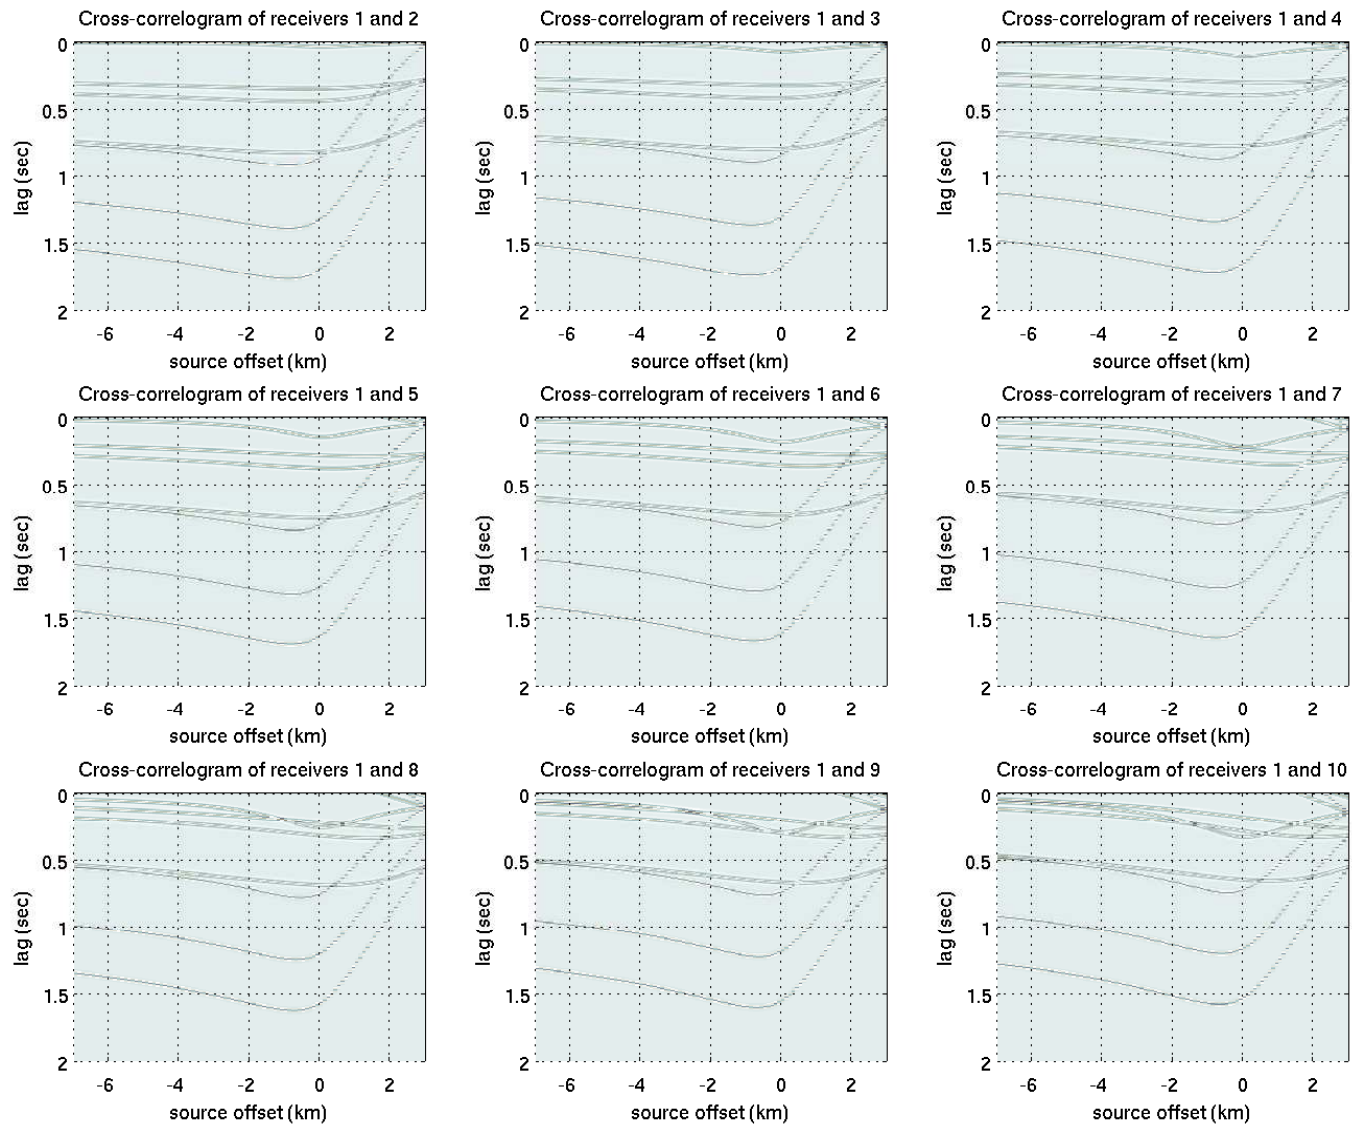 Cross-correlogram of receivers 1 and 2
Cross-correlogram of receivers 1 and 3
Cross-correlogram of receivers 1 and 4
0
0.5
1
1.5
2
lag (sec)
-6 -4 -2 0 2
source offset (km)
0
0.5
1
1.5
2
lag (sec)
-6 -4 -2 0 2
source offset (km)
0
0.5
1
1.5
2
lag (sec)
-6 -4 -2 0 2
source offset (km)
Cross-correlogram of receivers 1 and 5
Cross-correlogram of receivers 1 and 6
Cross-correlogram of receivers 1 and 7
0
0.5
1
1.5
2
lag (sec)
-6 -4 -2 0 2
source offset (km)
0
0.5
1
1.5
2
lag (sec)
-6 -4 -2 0 2
source offset (km)
0
0.5
1
1.5
2
lag (sec)
-6 -4 -2 0 2
source offset (km)
Cross-correlogram of receivers 1 and 8
Cross-correlogram of receivers 1 and 9
Cross-correlogram of receivers 1 and 10
0
0.5
1
1.5
2
lag (sec)
-6 -4 -2 0 2
source offset (km)
0
0.5
1
1.5
2
lag (sec)
-6 -4 -2 0 2
source offset (km)
0
0.5
1
1.5
2
lag (sec)
-6 -4 -2 0 2
source offset (km)